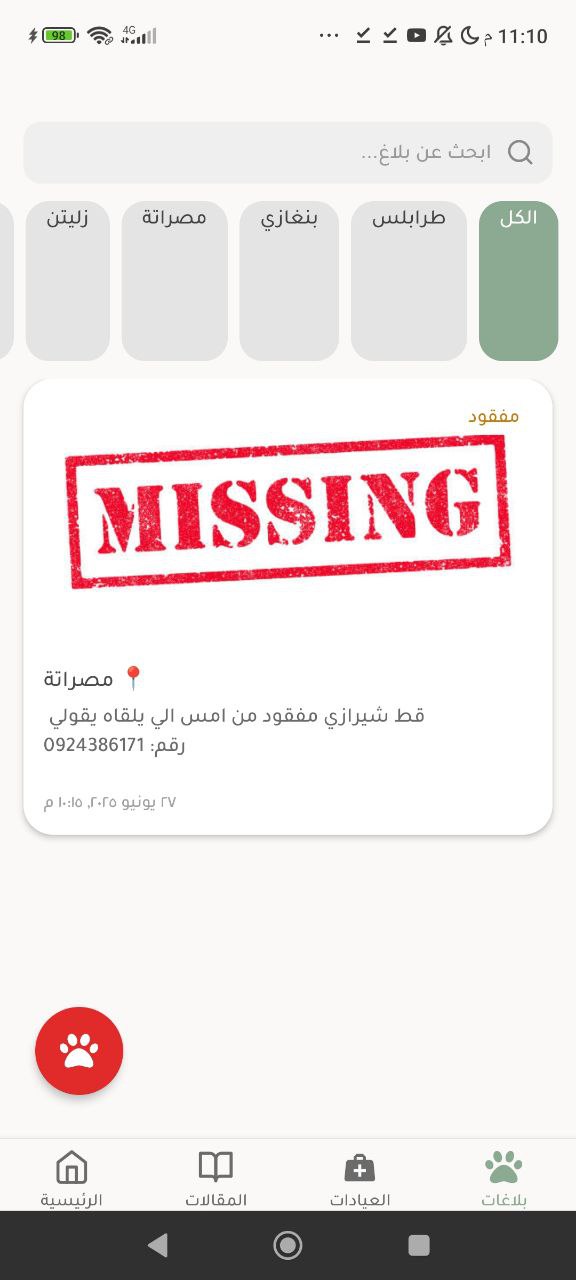 98
4G
م 11:10
ابحث عن بلاغ...
الكل
طرابلس
بنغازي
مصراتة
زليتن
مفقود
MISSING
📍 مصراتة
قط شيرازي مفقود من امس الي يلقاه يقولي
رقم: 0924386171
٢٧ يونيو ٢٠٢٥, ١٠:١٥ م
بلاغات
العيادات
المقالات
الرئيسية